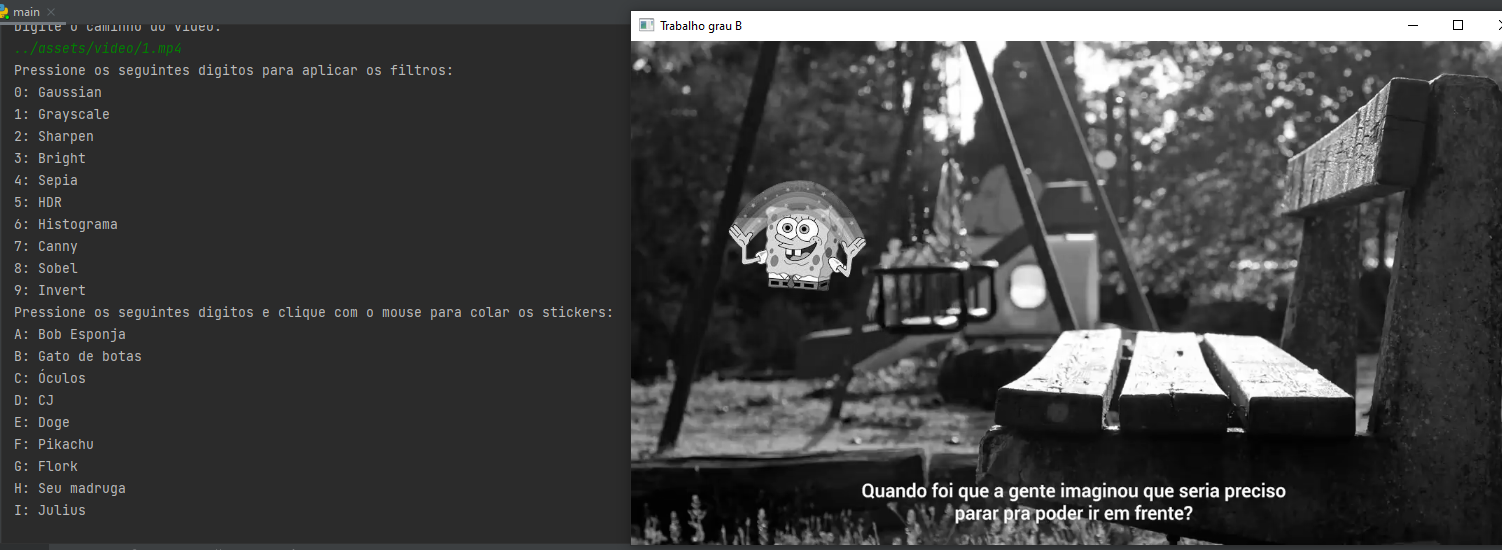 main
Digite o caminho do video:
../assets/video/1.mp4
Pressione os seguintes digitos para aplicar os filtros:
0: Gaussian
1: Grayscale
2: Sharpen
3: Bright
4: Sepia
5: HDR
6: Histograma
7: Canny
8: Sobel
9: Invert
Pressione os seguintes digitos e clique com o mouse para colar os stickers:
A: Bob Esponja
B: Gato de botas
C: Óculos
D: CJ
E: Doge
F: Pikachu
G: Flork
H: Seu madruga
I: Julius
Trabalho grau B
Quando foi que a gente imaginou que seria preciso
parar pra poder ir em frente?